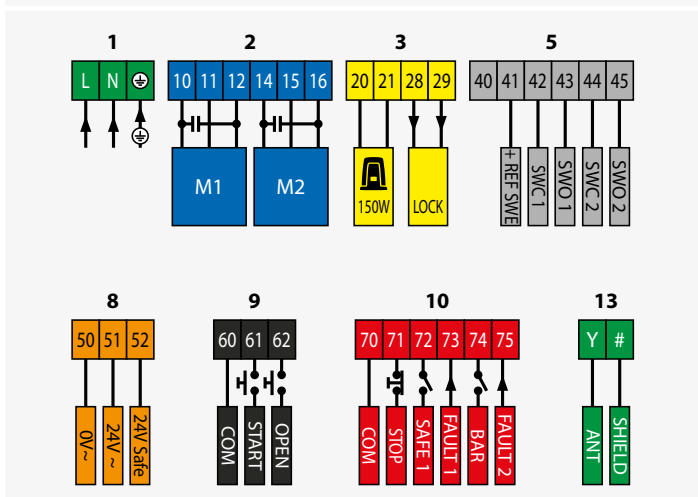 1 2 3 5
L N
10 11 12 14 15 16
20 21 28 29
40 41 42 43 44 45
M1 M2
150W LOCK
+ REF SWE
SWC 1
SWO 1
SWC 2
SWO 2
8 9 10 13
50 51 52
60 61 62
70 71 72 73 74 75
Y #
0V~
24V ~
24V Safe
COM
START
OPEN
COM
STOP
SAFE 1
FAULT 1
BAR
FAULT 2
ANT
SHIELD